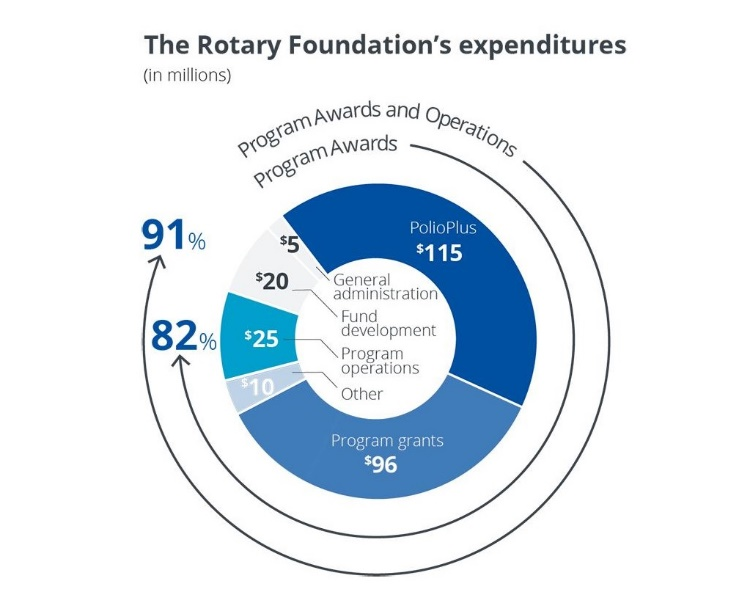 The Rotary Foundation's expenditures
(in millions)
Program Awards and Operations
Program Awards
91%
82%
PolioPlus
$115
$5
General
administration
$20
Fund
development
$25
Program
operations
$10
Other
Program grants
$96